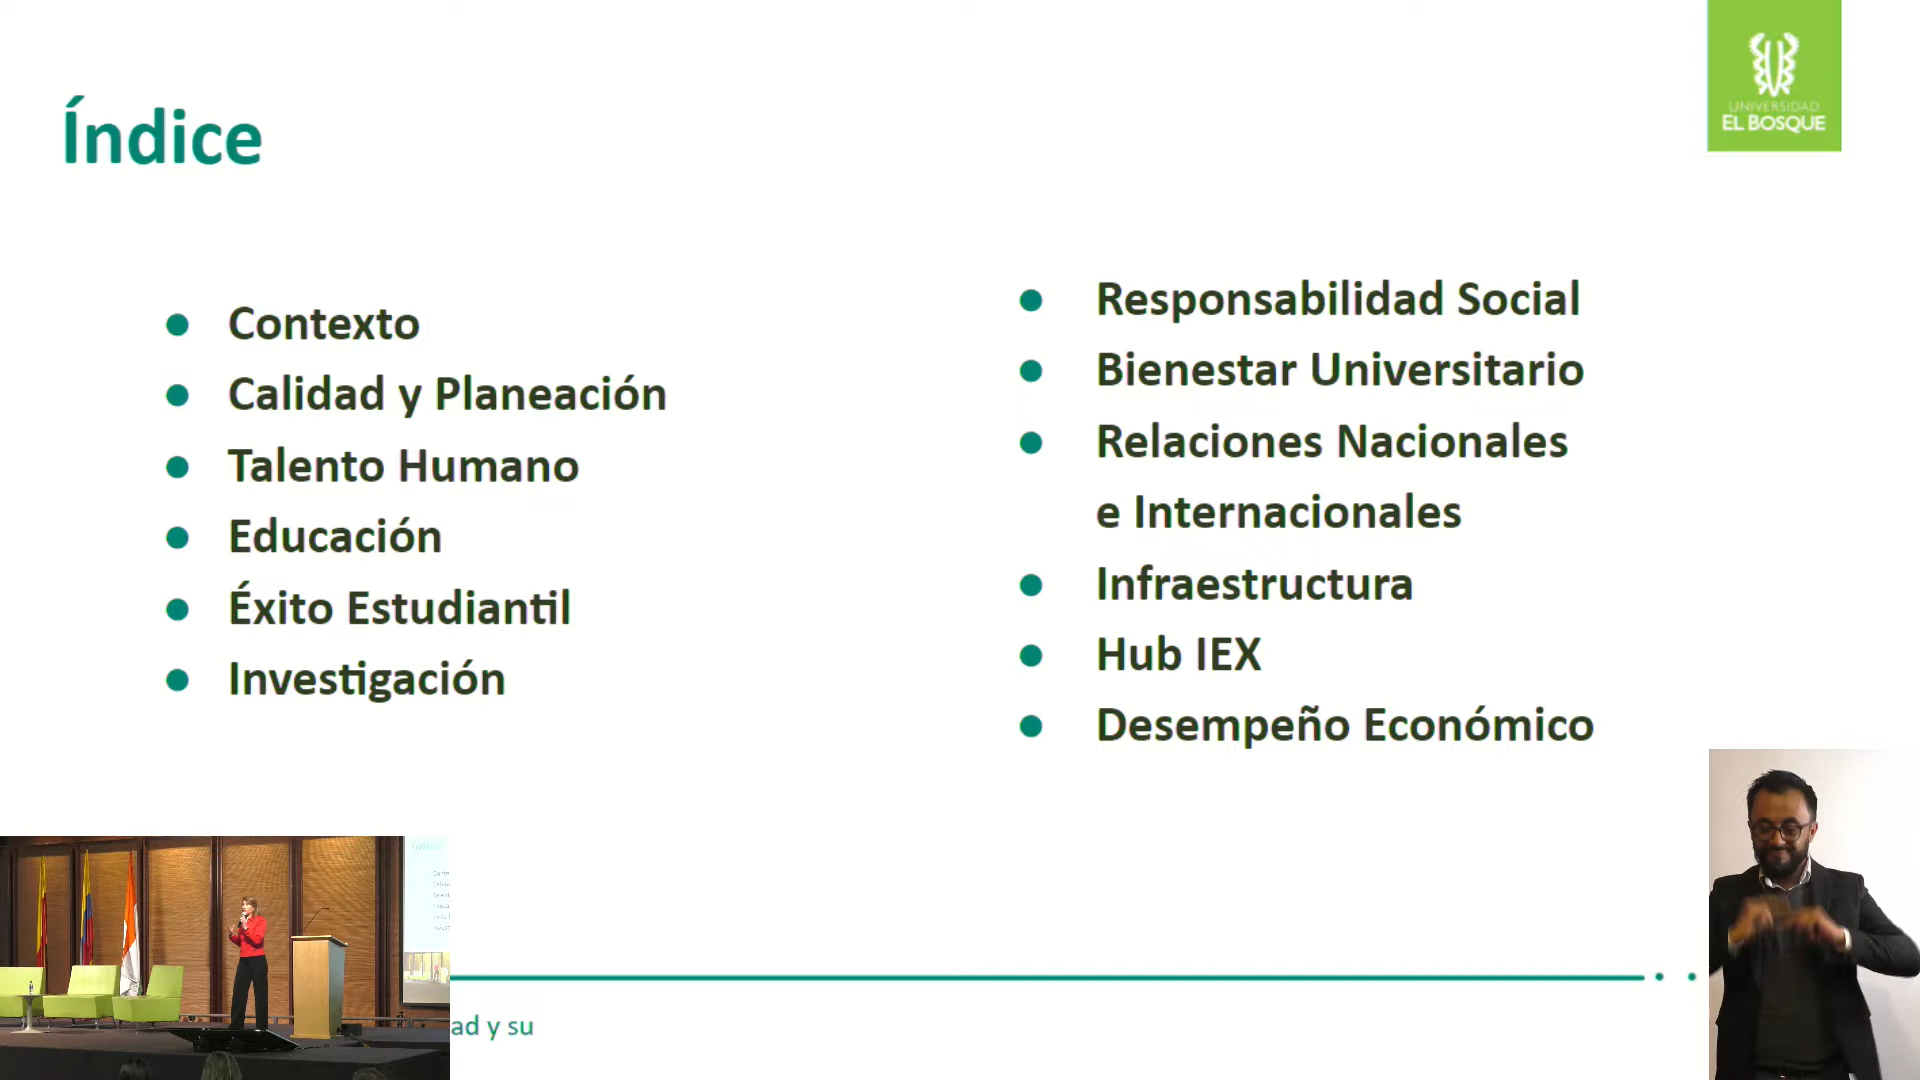 Índice
UNIVERSIDAD
EL BOSQUE
Contexto
Calidad y Planeación
Talento Humano
Educación
Éxito Estudiantil
Investigación
Responsabilidad Social
Bienestar Universitario
Relaciones Nacionales
e Internacionales
Infraestructura
Hub IEX
Desempeño Económico
ad y su